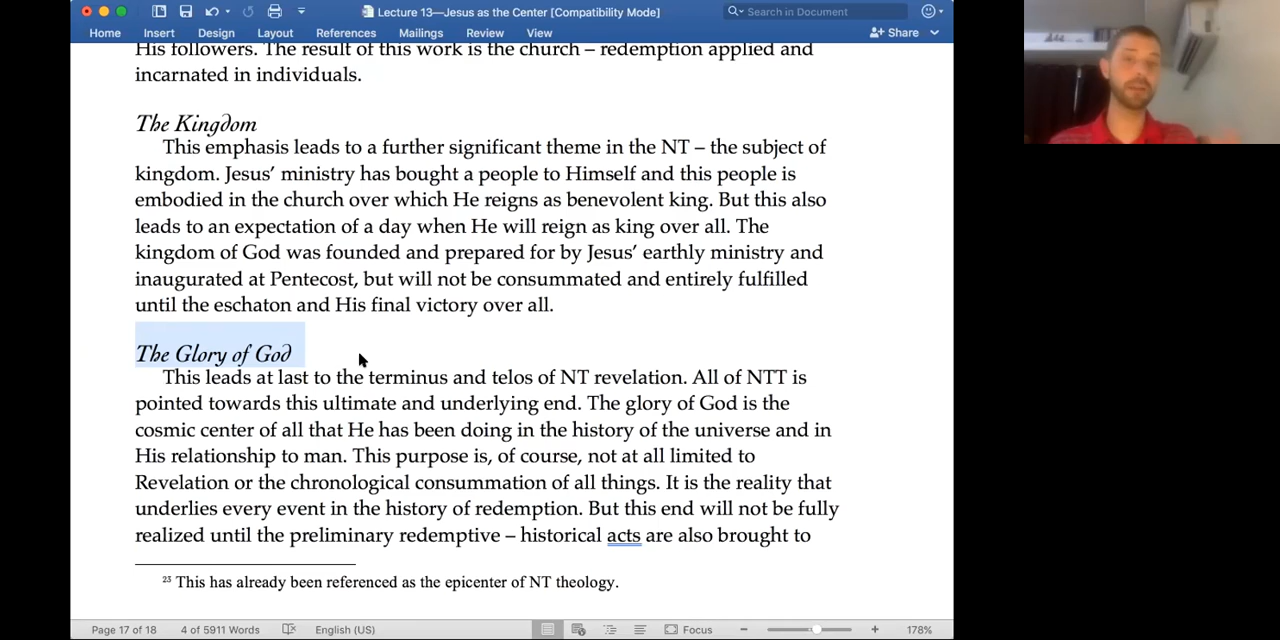 Lecture 13—Jesus as the Center [Compatibility Mode]
Search in Document
Home Insert Design Layout References Mailings Review View Share
His followers. The result of this work is the church – redemption applied and
incarnated in individuals.
The Kingdom
This emphasis leads to a further significant theme in the NT – the subject of
kingdom. Jesus’ ministry has bought a people to Himself and this people is
embodied in the church over which He reigns as benevolent king. But this also
leads to an expectation of a day when He will reign as king over all. The
kingdom of God was founded and prepared for by Jesus’ earthly ministry and
inaugurated at Pentecost, but will not be consummated and entirely fulfilled
until the eschaton and His final victory over all.
The Glory of God
This leads at last to the terminus and telos of NT revelation. All of NTT is
pointed towards this ultimate and underlying end. The glory of God is the
cosmic center of all that He has been doing in the history of the universe and in
His relationship to man. This purpose is, of course, not at all limited to
Revelation or the chronological consummation of all things. It is the reality that
underlies every event in the history of redemption. But this end will not be fully
realized until the preliminary redemptive – historical acts are also brought to
23 This has already been referenced as the epicenter of NT theology.
Page 17 of 18 4 of 5911 Words English (US) Focus 178%